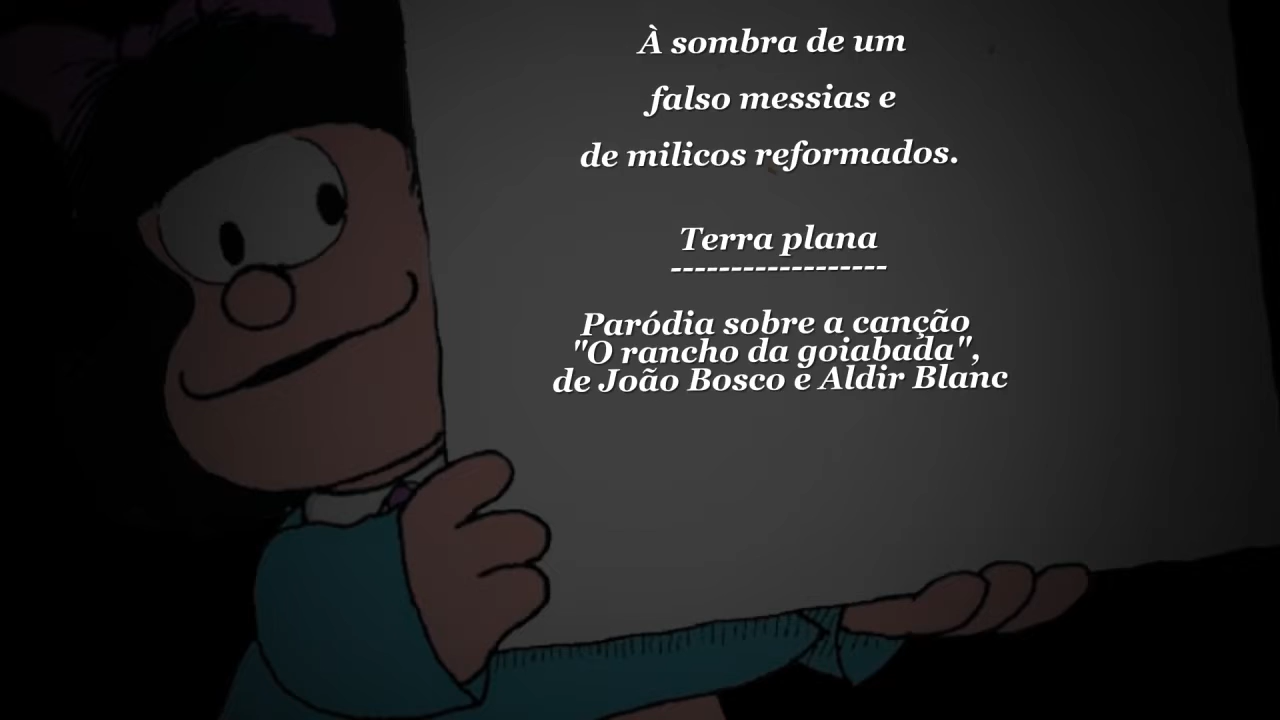 À sombra de um
falso messias e
de milicos reformados.
Terra plana
------------------
Paródia sobre a canção
"O rancho da goiabada",
de João Bosco e Aldir Blanc